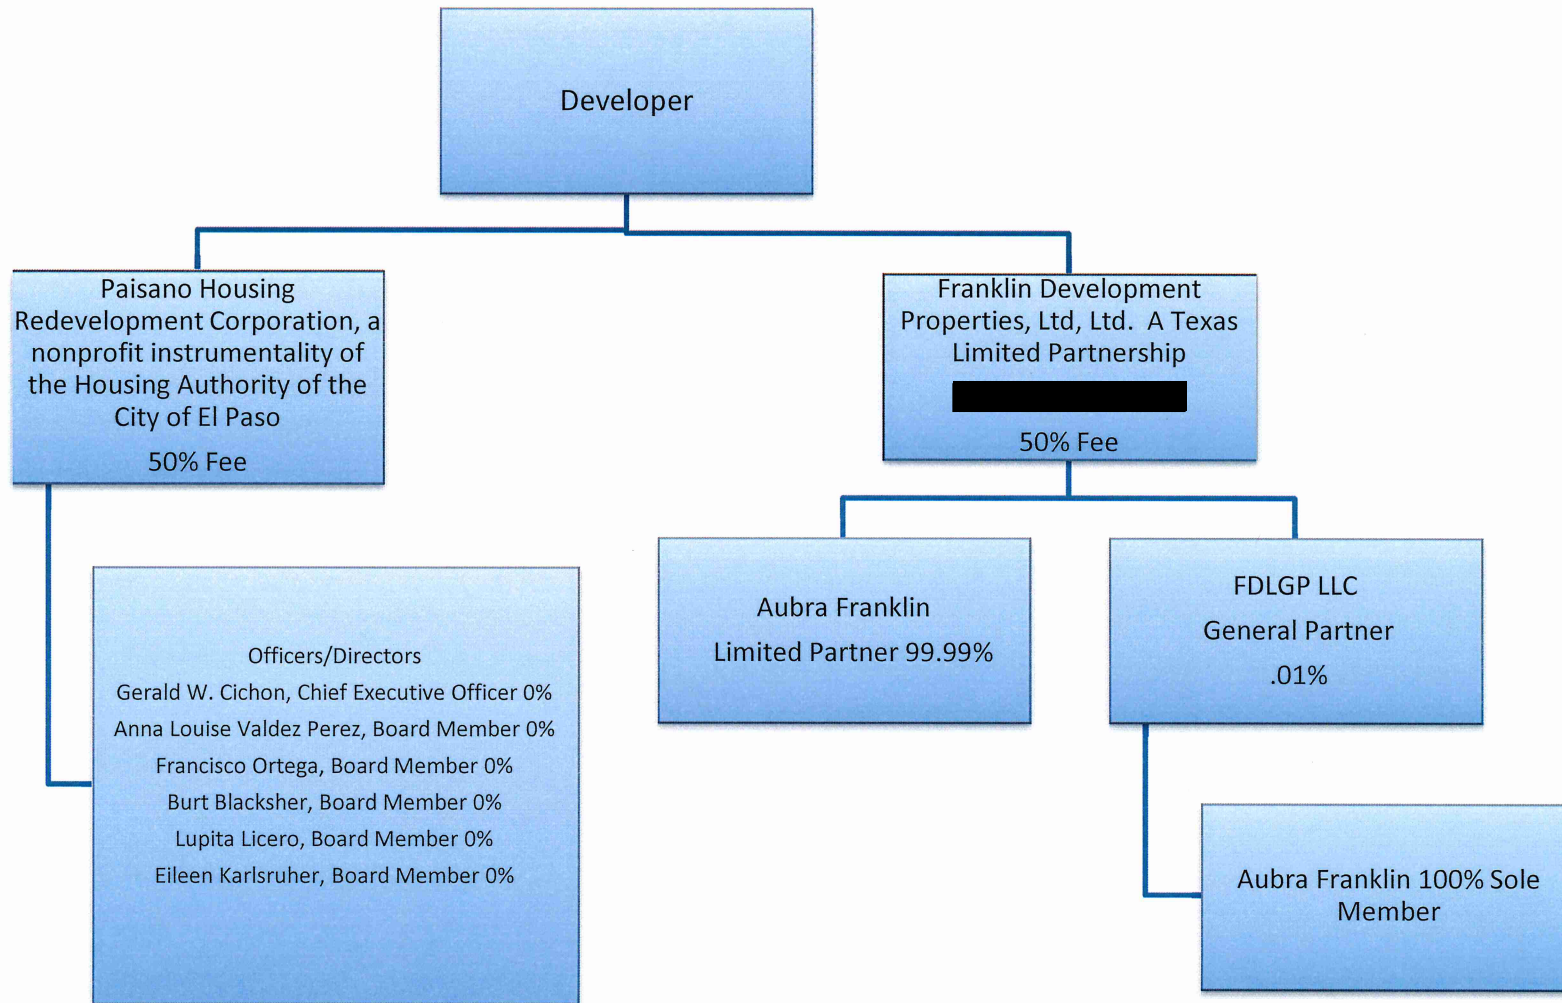 Developer
Paisano Housing
Redevelopment Corporation, a
nonprofit instrumentality of
the Housing Authority of the
City of El Paso
50% Fee
Franklin Development
Properties, Ltd, Ltd. A Texas
Limited Partnership
50% Fee
Officers/Directors
Gerald W. Cichon, Chief Executive Officer 0%
Anna Louise Valdez Perez, Board Member 0%
Francisco Ortega, Board Member 0%
Burt Blacksher, Board Member 0%
Lupita Licero, Board Member 0%
Eileen Karlsruher, Board Member 0%
Aubra Franklin
Limited Partner 99.99%
FDLGP LLC
General Partner
.01%
Aubra Franklin 100% Sole
Member